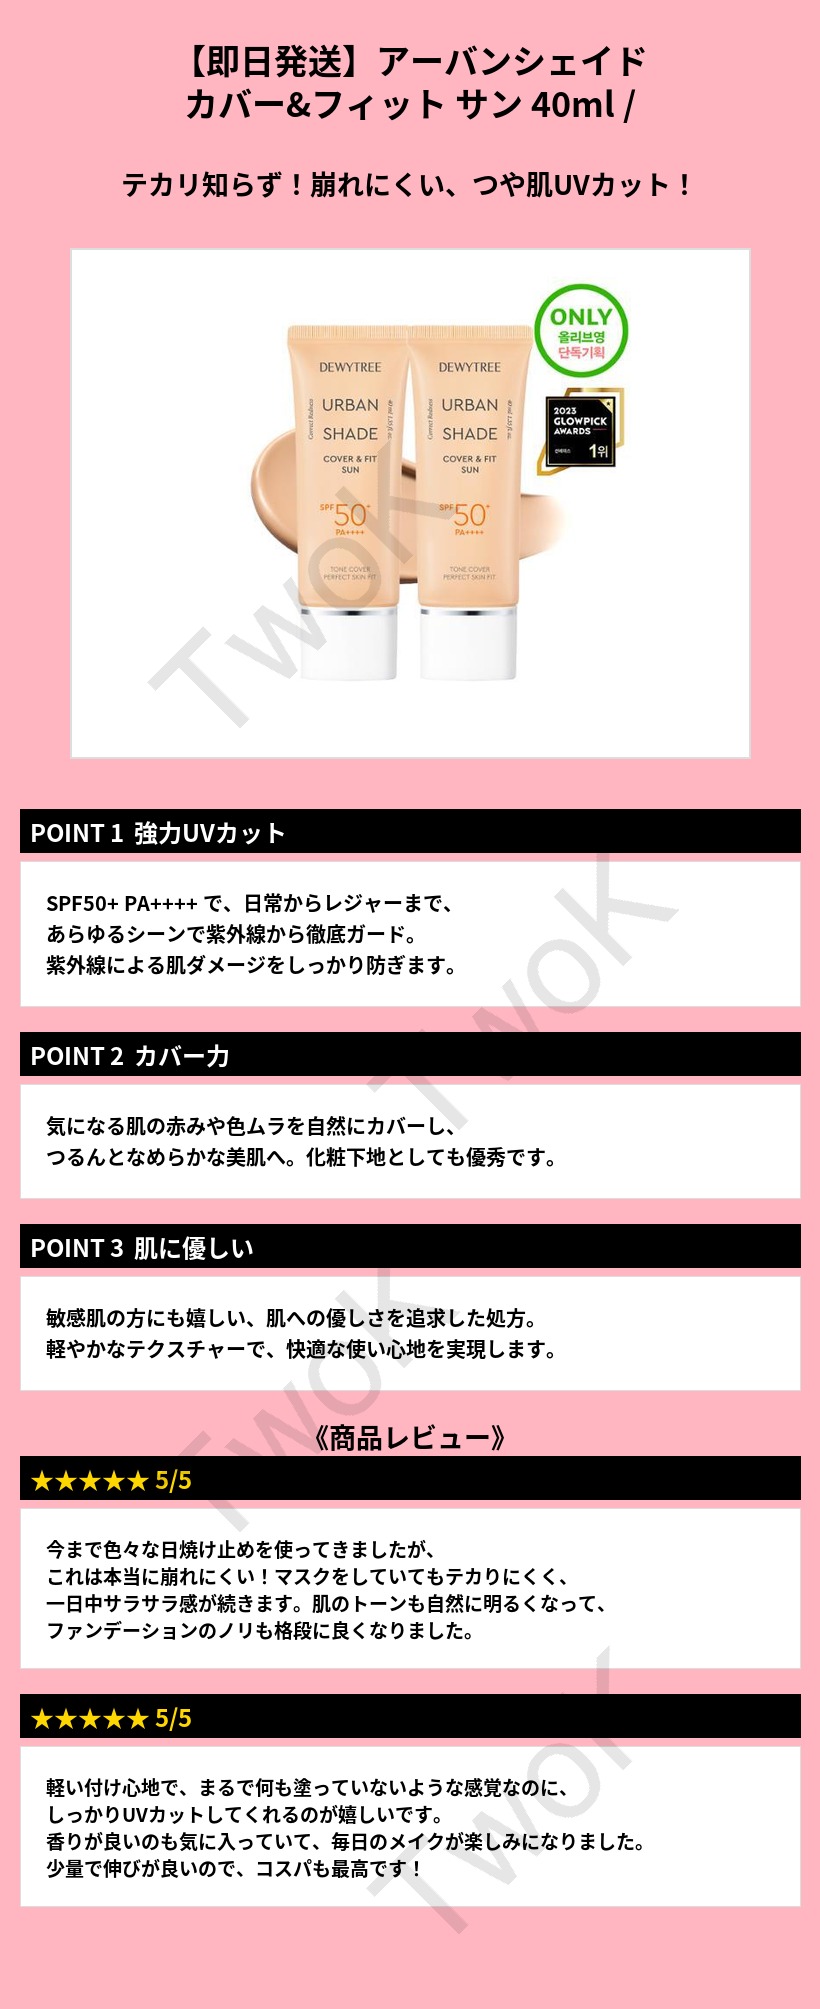 【即日発送】アーバンシェイド
カバー&フィット サン 40ml /
テカリ知らず！崩れにくい、つや肌UVカット！
ONLY
올리브영
단독기획
2023
GLOWPICK
AWARDS
선베이스
1위
DEWYTREE
URBAN
SHADE
COVER & FIT
SUN
SPF 50+
PA++++
TONE COVER
PERFECT SKIN FIT
Correct Redness
40 ml 1.35 fl. oz.
DEWYTREE
URBAN
SHADE
COVER & FIT
SUN
SPF 50+
PA++++
TONE COVER
PERFECT SKIN FIT
Correct Redness
40 ml 1.35 fl. oz.
TwoK
POINT 1 強力UVカット
SPF50+ PA++++ で、日常からレジャーまで、
あらゆるシーンで紫外線から徹底ガード。
紫外線による肌ダメージをしっかり防ぎます。
TwoK
POINT 2 カバー力
気になる肌の赤みや色ムラを自然にカバーし、
つるんとなめらかな美肌へ。化粧下地としても優秀です。
POINT 3 肌に優しい
敏感肌の方にも嬉しい、肌への優しさを追求した処方。
軽やかなテクスチャーで、快適な使い心地を実現します。
TwoK
《商品レビュー》
★★★★★ 5/5
今まで色々な日焼け止めを使ってきましたが、
これは本当に崩れにくい！マスクをしていてもテカりにくく、
一日中サラサラ感が続きます。肌のトーンも自然に明るくなって、
ファンデーションのノリも格段に良くなりました。
★★★★★ 5/5
軽い付け心地で、まるで何も塗っていないような感覚なのに、
しっかりUVカットしてくれるのが嬉しいです。
香りが良いのも気に入っていて、毎日のメイクが楽しみになりました。
少量で伸びが良いので、コスパも最高です！
TwoK